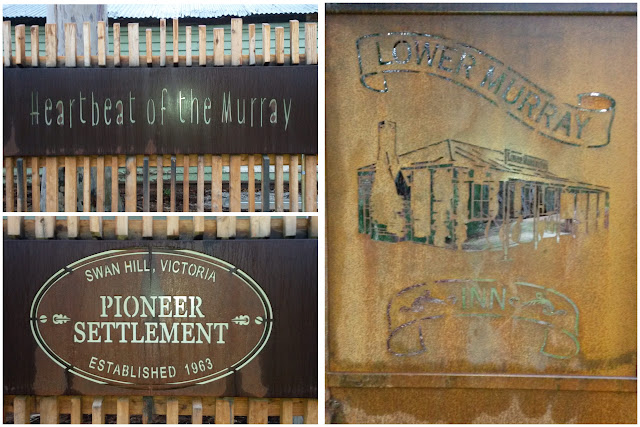 Heartbeat of the Murray
SWAN HILL, VICTORIA
PIONEER
SETTLEMENT
ESTABLISHED 1963
LOWER MURRAY
INN